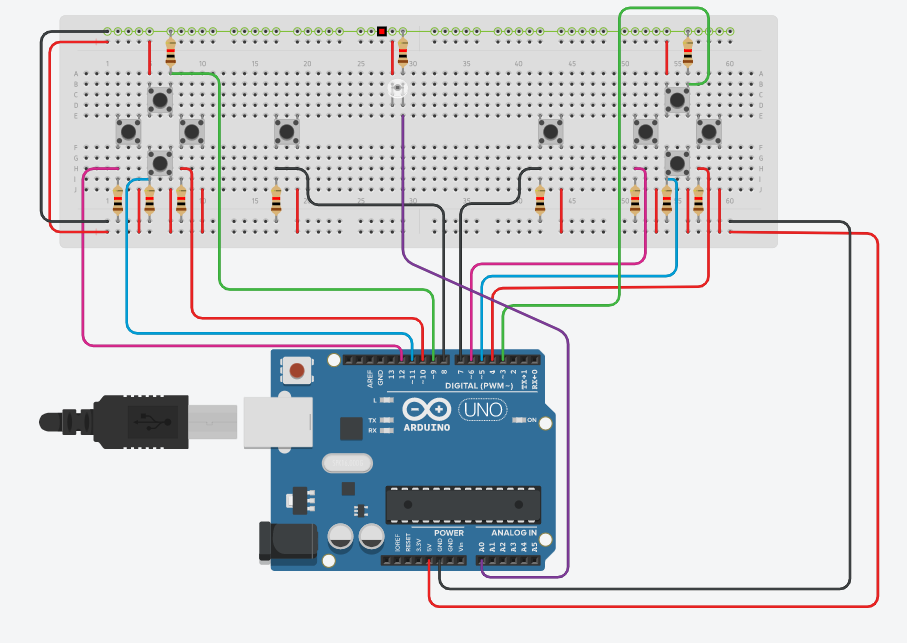 1 5 10 15 20 25 30 35 40 45 50 55 60
A B C D E
F G H I J
1 5 10 15 20 25 30 35 40 45 50 55 60
A B C D E
F G H I J
AREF GND 13 12 ~11 ~10 ~9 8 7 ~6 ~5 4 ~3 2 TX→1 RX←0
DIGITAL (PWM~)
L
TX
RX
ARDUINO
UNO
ON
POWER
ANALOG IN
IOREF RESET 3.3V 5V GND GND Vin A0 A1 A2 A3 A4 A5